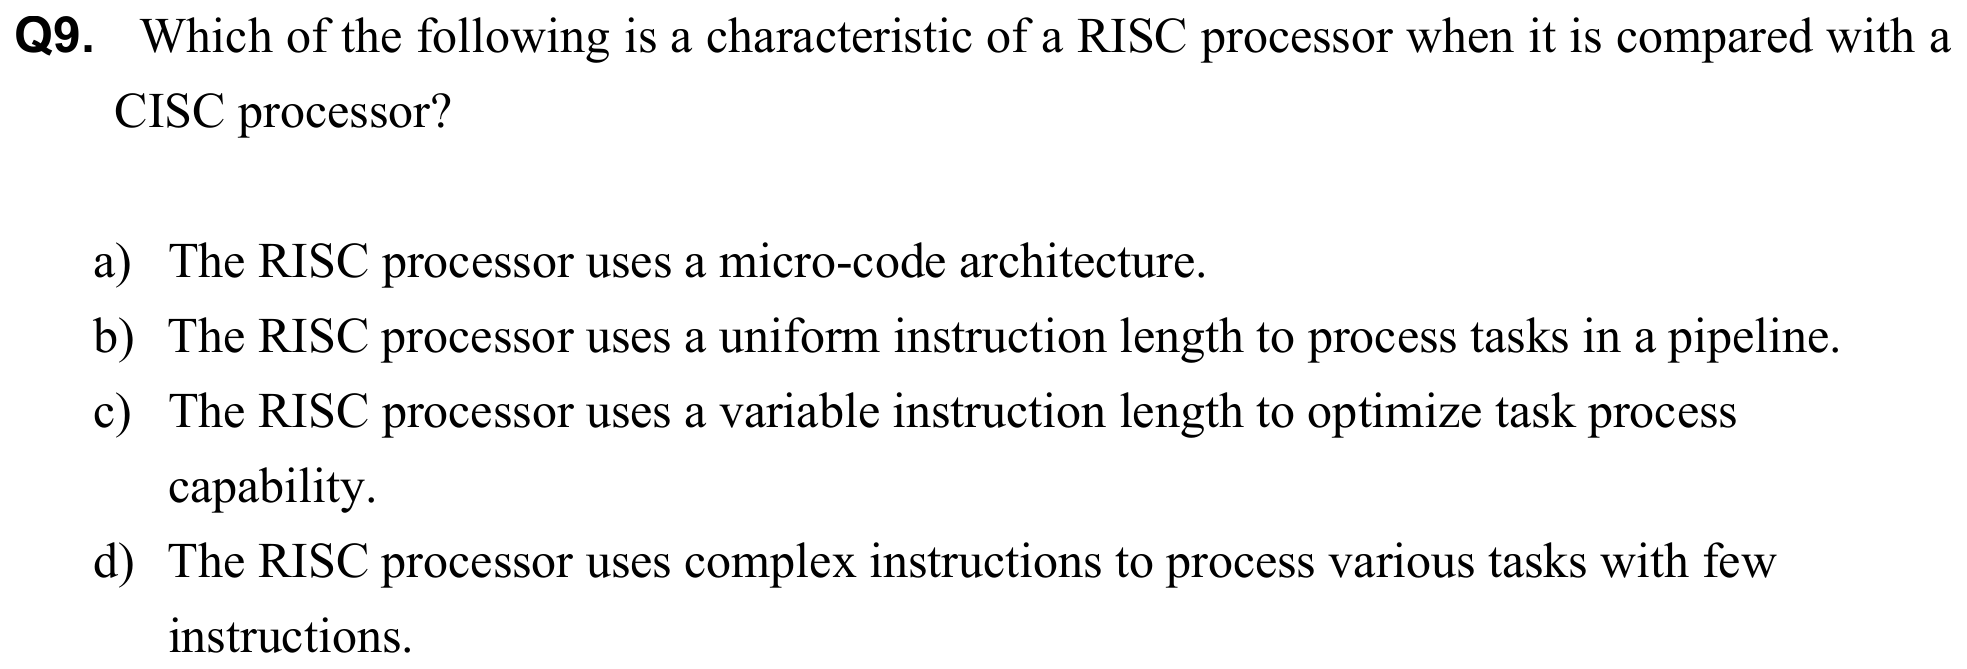 Q9. Which of the following is a characteristic of a RISC processor when it is compared with a
CISC processor?
a) The RISC processor uses a micro-code architecture.
b) The RISC processor uses a uniform instruction length to process tasks in a pipeline.
c) The RISC processor uses a variable instruction length to optimize task process
capability.
d) The RISC processor uses complex instructions to process various tasks with few
instructions.